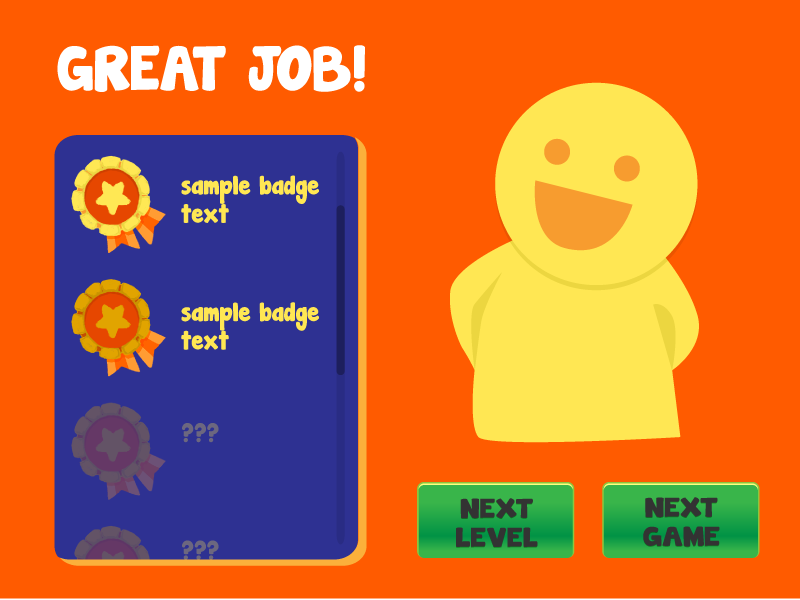 GREAT JOB!
sample badge
text
sample badge
text
???
???
NEXT
LEVEL
NEXT
GAME